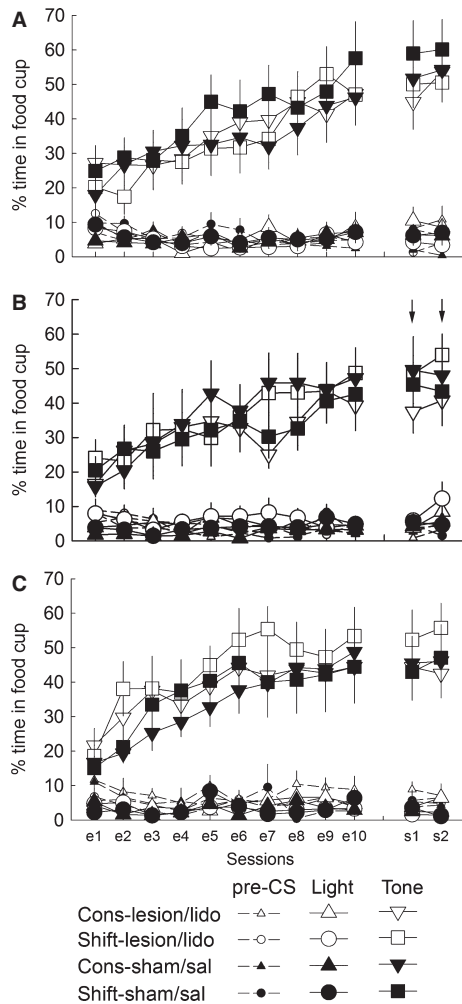 A
% time in food cup
70
60
50
40
30
20
10
0
B
% time in food cup
70
60
50
40
30
20
10
0
C
% time in food cup
70
60
50
40
30
20
10
0
e1 e2 e3 e4 e5 e6 e7 e8 e9 e10 s1 s2
Sessions
pre-CS Light Tone
Cons-lesion/lido
Shift-lesion/lido
Cons-sham/sal
Shift-sham/sal